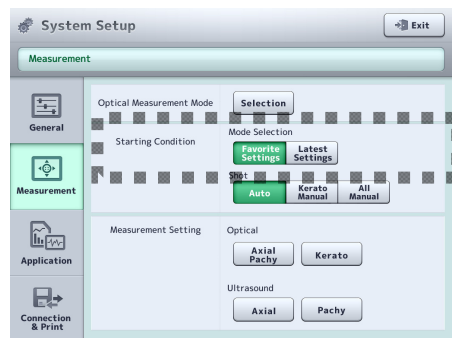 System Setup
Exit
Measurement
General
Measurement
Application
Connection
& Print
Optical Measurement Mode
Selection
Starting Condition
Mode Selection
Favorite
Settings
Latest
Settings
Shot
Auto
Kerato
Manual
All
Manual
Measurement Setting
Optical
Axial
Pachy
Kerato
Ultrasound
Axial
Pachy